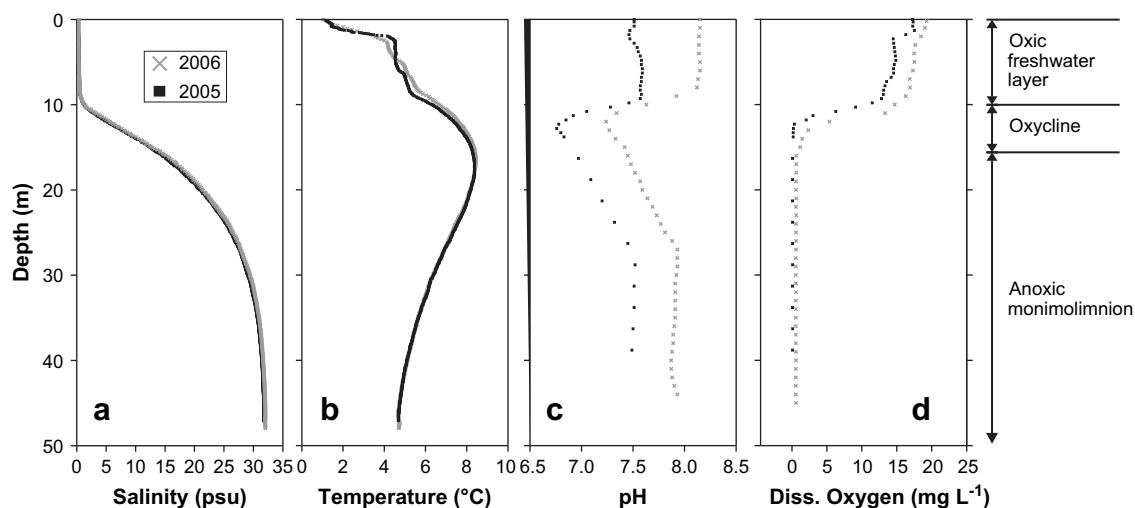 0
10
20
30
40
50
Depth (m)
2006
2005
a
b
c
d
0 5 10 15 20 25 30 35
0 2 4 6 8 10
6.5 7.0 7.5 8.0 8.5
0 5 10 15 20 25
Salinity (psu)
Temperature (°C)
pH
Diss. Oxygen (mg L-1)
Oxic
freshwater
layer
Oxycline
Anoxic
monimolimnion